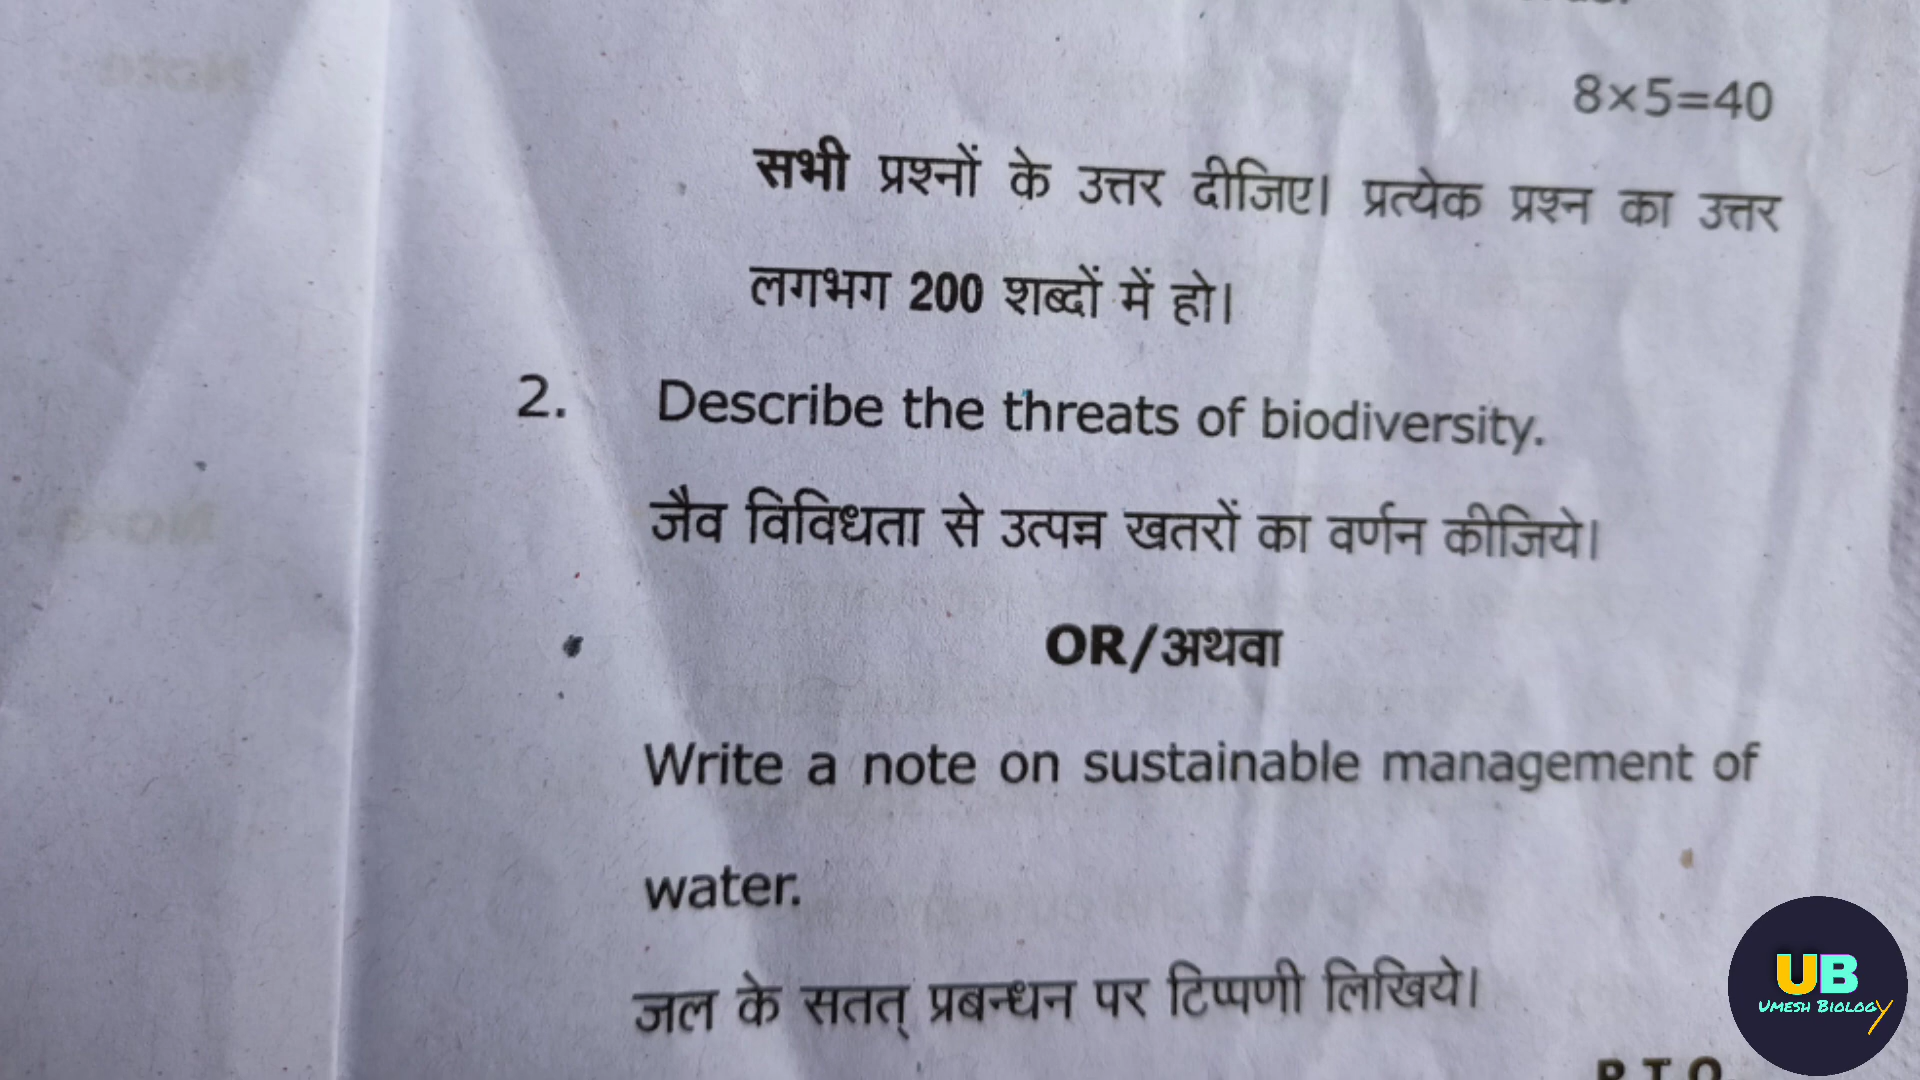 8×5=40
सभी प्रश्नों के उत्तर दीजिए। प्रत्येक प्रश्न का उत्तर
लगभग 200 शब्दों में हो।
2. Describe the threats of biodiversity.
जैव विविधता से उत्पन्न खतरों का वर्णन कीजिये।
OR/अथवा
Write a note on sustainable management of
water.
जल के सतत् प्रबन्धन पर टिप्पणी लिखिये।
P.T.O
UB
UMESH BIOLOGY